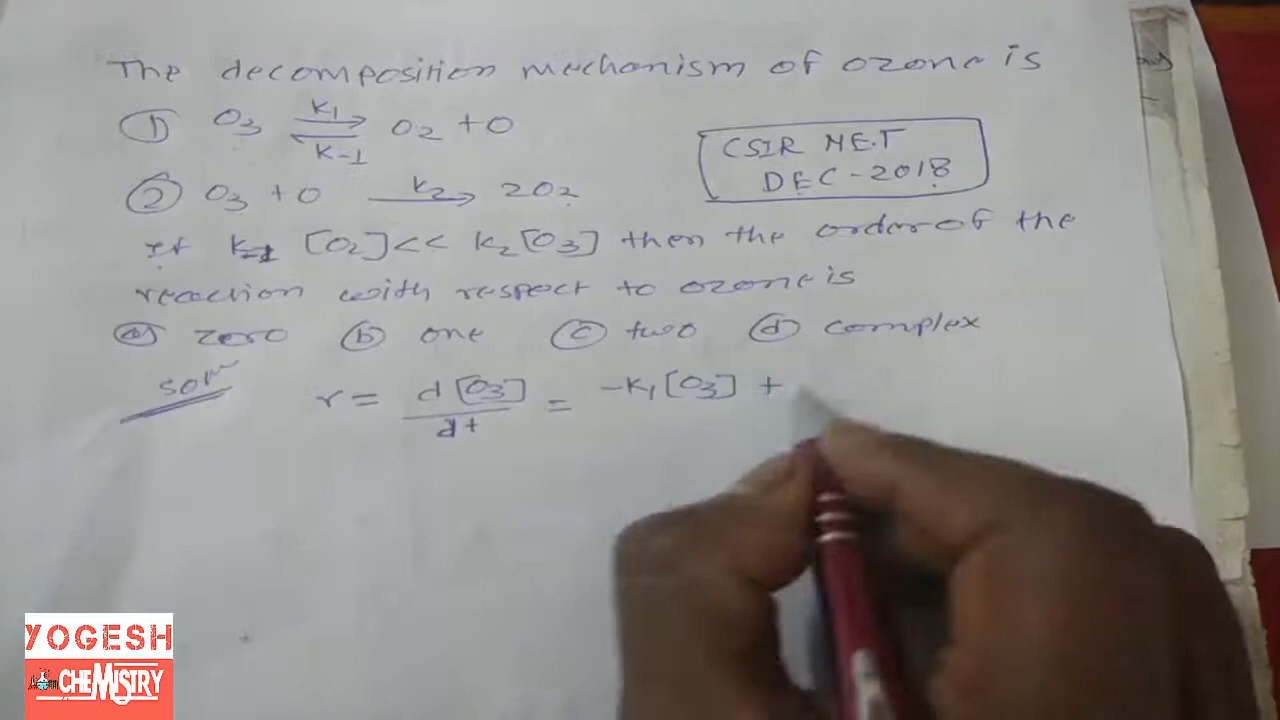 The decomposition mechanism of ozone is
① O3 ⇌ O2 + O
K1
K-1
CSIR NET
DEC-2018
② O3 + O → 2O2
K2
If K-1 [O2] << K2 [O3] then the order of the
reaction with respect to ozone is
ⓐ zero ⓑ one ⓒ two ⓓ complex
Soln
r = d[O3]/dt = -K1[O3] +
YOGESH
CHEMISTRY